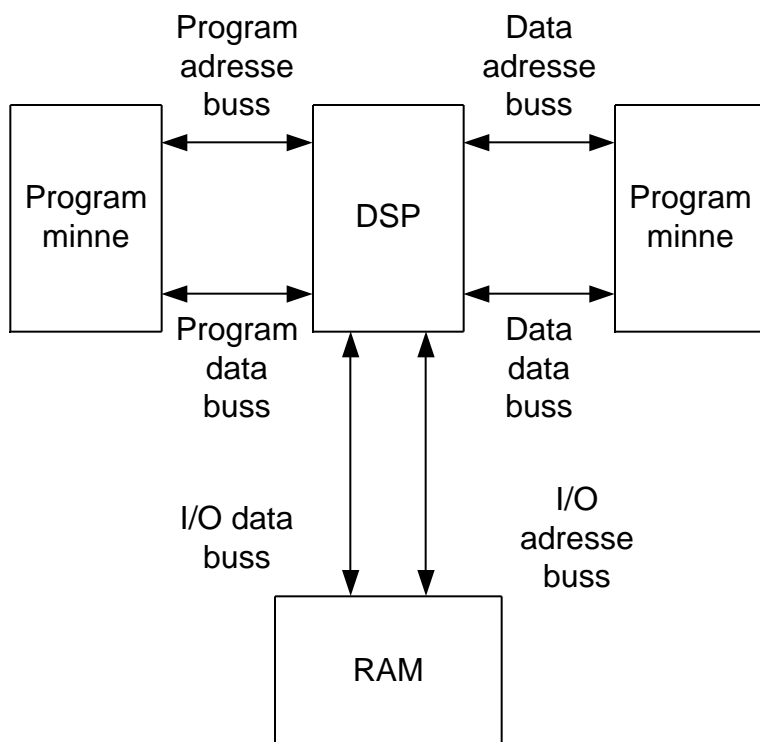 Program
adresse
buss
Data
adresse
buss
Program
minne
DSP
Program
minne
Program
data
buss
Data
data
buss
I/O data
buss
I/O
adresse
buss
RAM